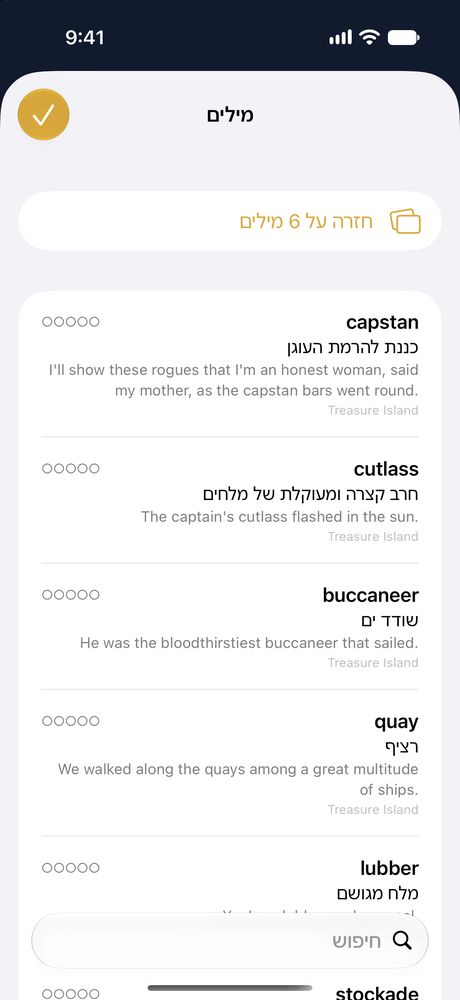 9:41
מילים
חזרה על 6 מילים
capstan
כננת להרמת העוגן
I'll show these rogues that I'm an honest woman, said
my mother, as the capstan bars went round.
Treasure Island
cutlass
חרב קצרה ומעוקלת של מלחים
The captain's cutlass flashed in the sun.
Treasure Island
buccaneer
שודד ים
He was the bloodthirstiest buccaneer that sailed.
Treasure Island
quay
רציף
We walked along the quays among a great multitude
of ships.
Treasure Island
lubber
מלח מגושם
חיפוש
stockade